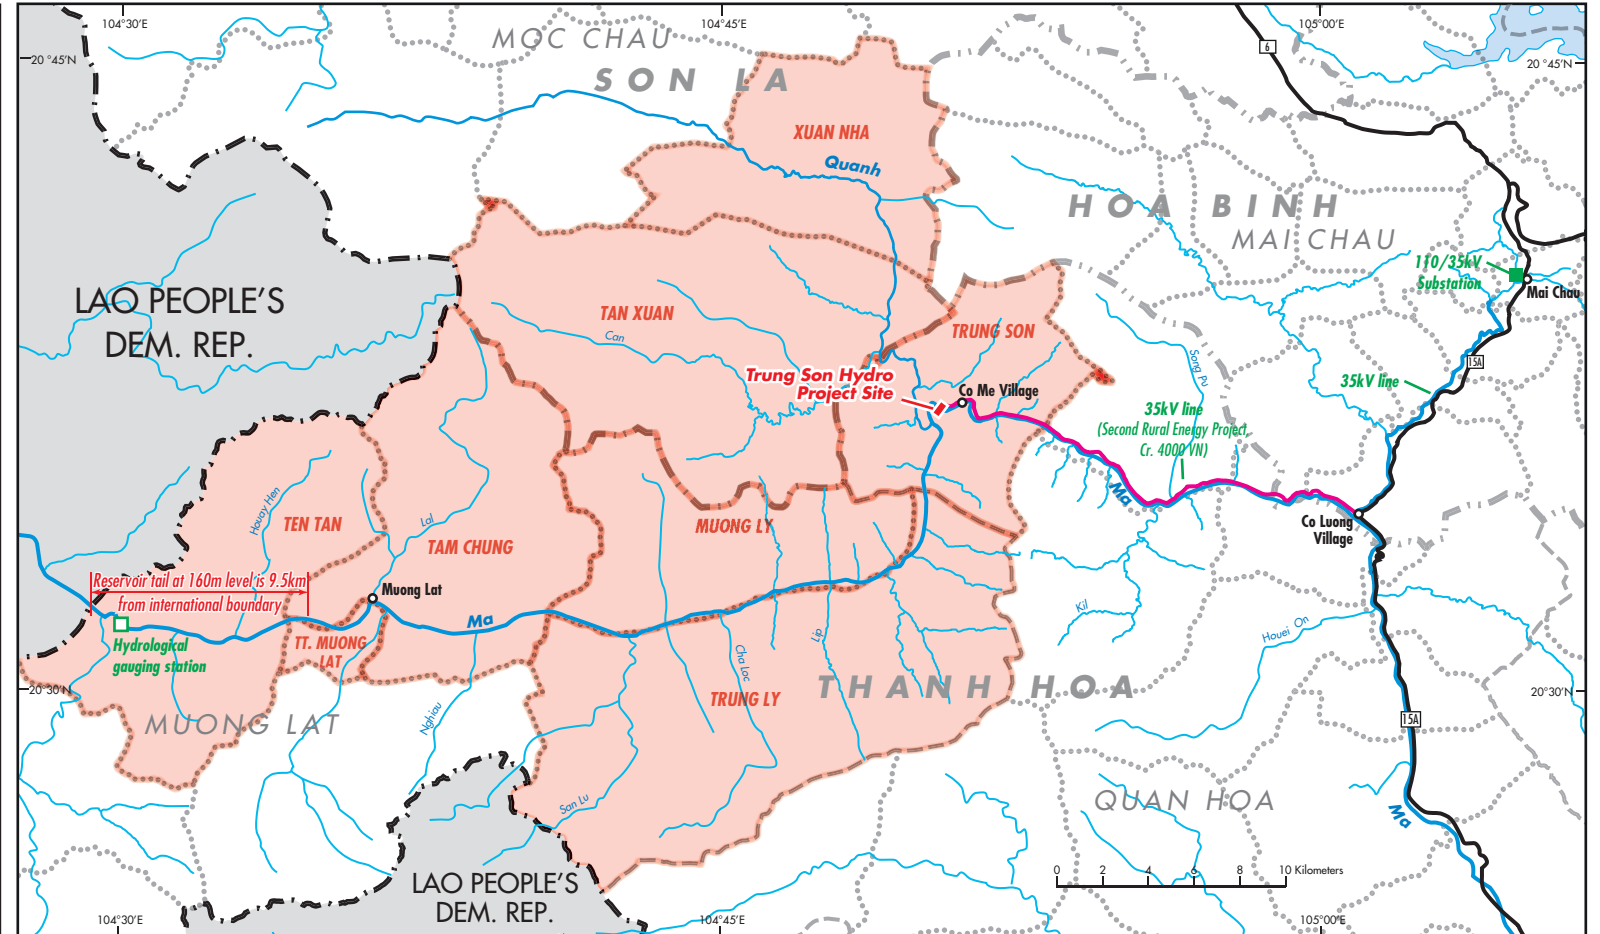 104°30'E
104°45'E
105°00'E
20°45'N
20°45'N
MOC CHAU
SON LA
6
XUAN NHA
Quanh
HOA BINH
MAI CHAU
110/35kV
Substation
Mai Chau
LAO PEOPLE'S
DEM. REP.
TAN XUAN
Can
TRUNG SON
Song Pu
15A
Trung Son Hydro
Project Site
Co Me Village
35kV line
35kV line
(Second Rural Energy Project,
Cr. 4000 VN)
Ma
Houay Hen
TEN TAN
Lal
TAM CHUNG
MUONG LY
Co Luong
Village
Reservoir tail at 160m level is 9.5km
from international boundary
Muong Lat
Ma
Kil
Houei On
Hydrological
gauging station
TT. MUONG
LAT
Lip
Cha Loc
TRUNG LY
THANH HOA
20°30'N
20°30'N
MUONG LAT
Nghiau
15A
San Lu
QUAN HOA
Ma
LAO PEOPLE'S
DEM. REP.
0 2 4 6 8 10 Kilometers
104°30'E
104°45'E
105°00'E